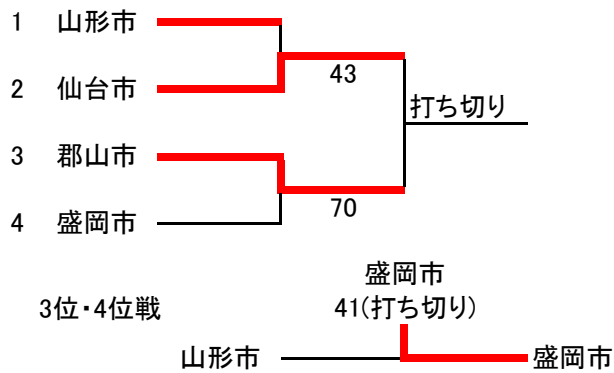 1 山形市
43
2 仙台市
打ち切り
3 郡山市
70
4 盛岡市
盛岡市
3位・4位戦 41(打ち切り)
山形市 盛岡市